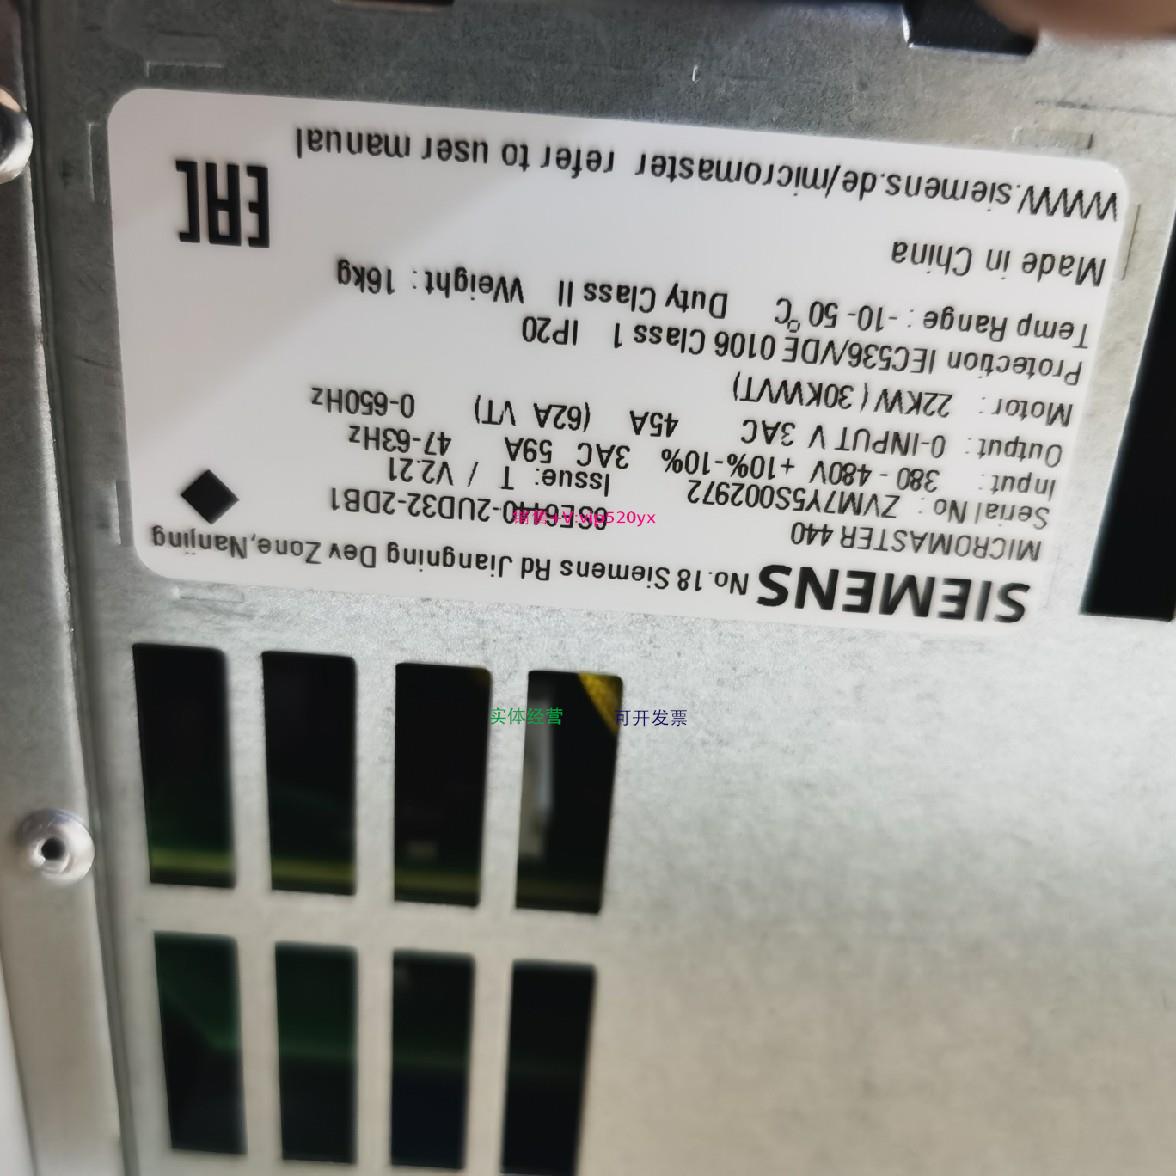 SIEMENS No.18 Siemens Rd Jiangning Dev Zone,Nanjing
MICROMASTER 440 6SE6440-2UD32-2DB1
Serial No : ZVM7Y5S002972 Issue: T / V2.21
Input : 380 - 480V +10%-10% 3AC 59A 47-63Hz
Output : 0-INPUT V 3AC 45A (62A VT) 0-650Hz
Motor : 22KW (30KWVT)
Protection IEC536/VDE 0106 Class 1 IP20
Temp Range : -10- 50 °C Duty Class II Weight : 16kg
Made in China
WWW.siemens.de/micromaster refer to user manual
EAC
销售+V:vip520yx
实体经营 可开发票